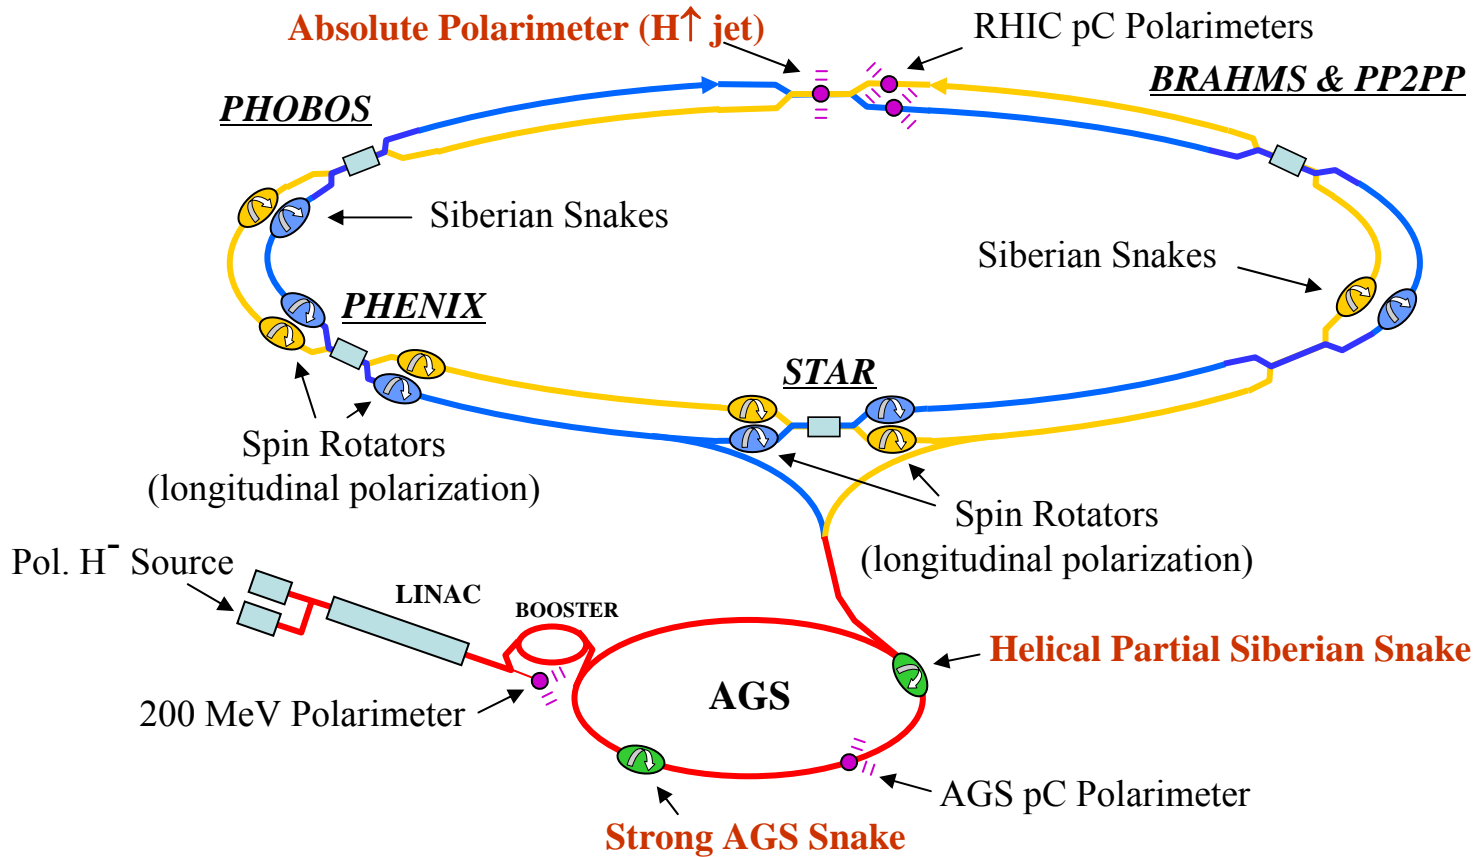 Absolute Polarimeter (H↑ jet)
RHIC pC Polarimeters
BRAHMS & PP2PP
PHOBOS
Siberian Snakes
Siberian Snakes
PHENIX
STAR
Spin Rotators
(longitudinal polarization)
Spin Rotators
(longitudinal polarization)
Pol. H⁻ Source
LINAC
BOOSTER
Helical Partial Siberian Snake
AGS
200 MeV Polarimeter
AGS pC Polarimeter
Strong AGS Snake